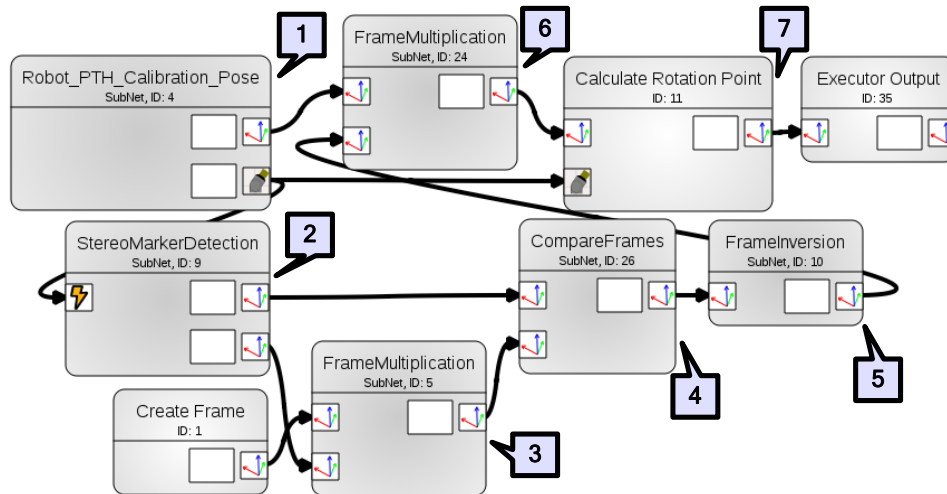 1
6
7
FrameMultiplication
SubNet, ID: 24
Robot_PTH_Calibration_Pose
SubNet, ID: 4
Calculate Rotation Point
ID: 11
Executor Output
ID: 35
2
StereoMarkerDetection
SubNet, ID: 9
CompareFrames
SubNet, ID: 26
FrameInversion
SubNet, ID: 10
FrameMultiplication
SubNet, ID: 5
4
5
Create Frame
ID: 1
3